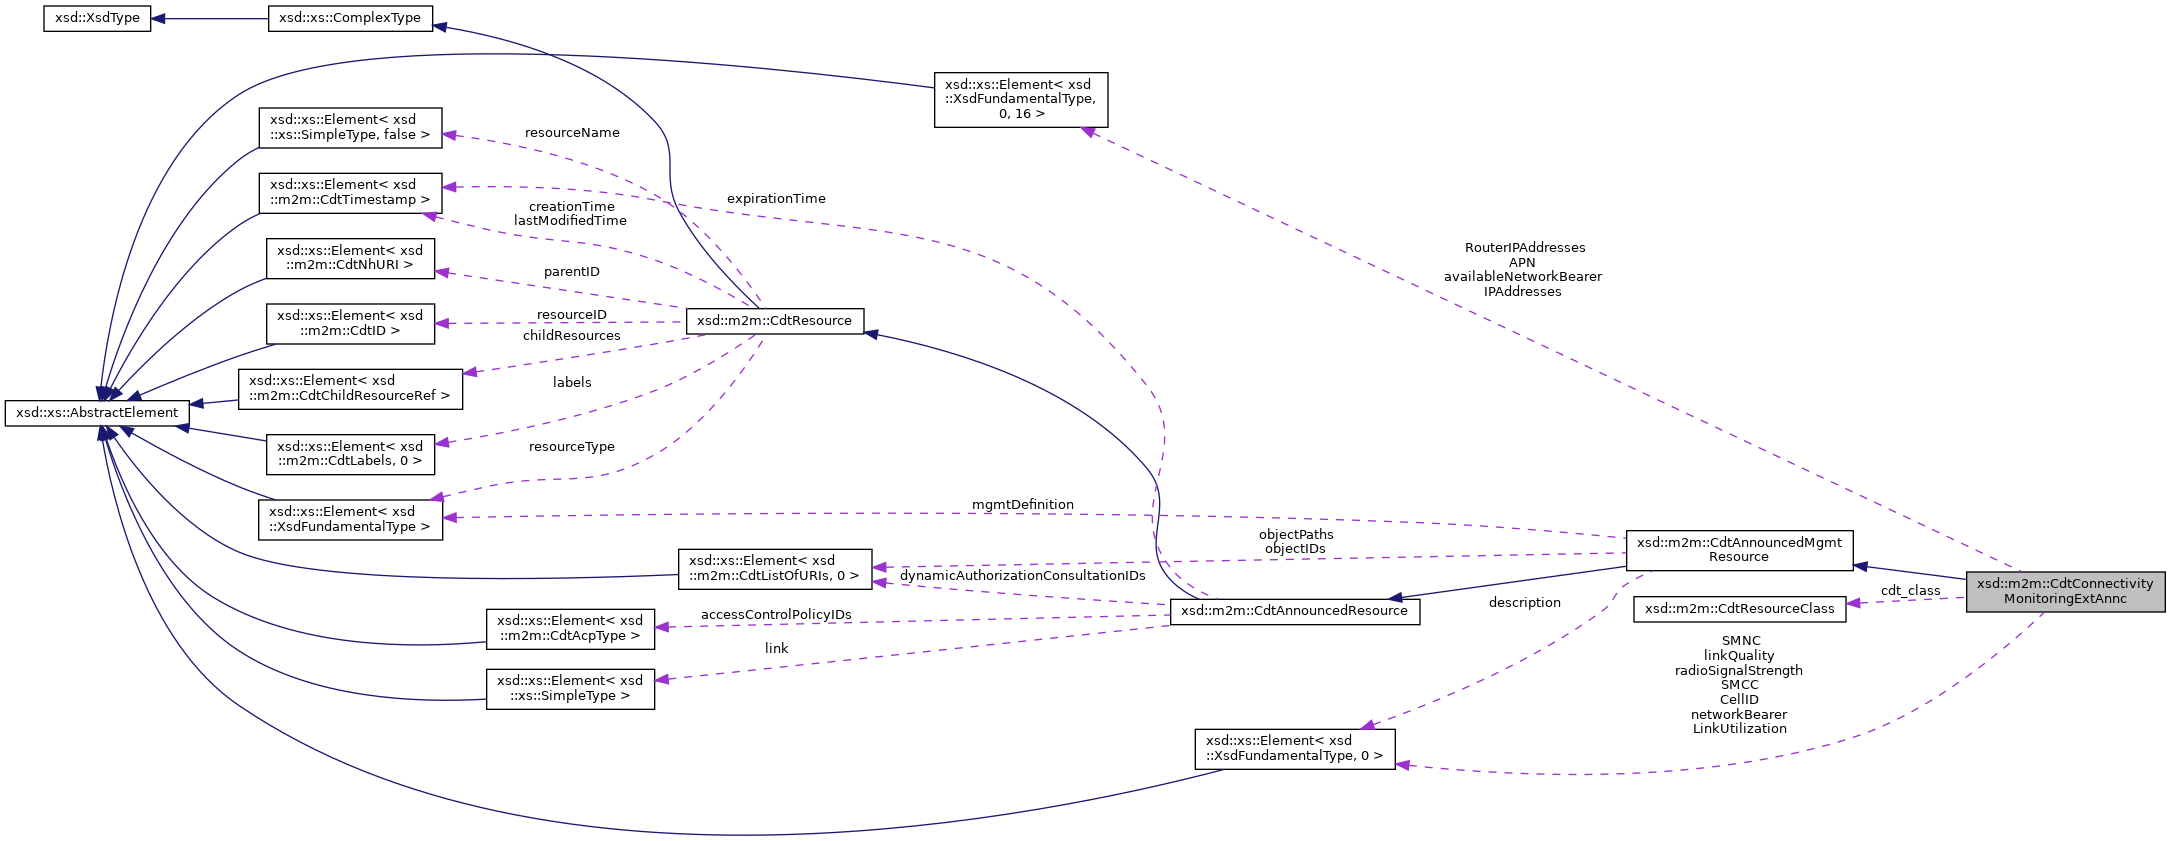 xsd::XsdType
xsd::xs::ComplexType
xsd::xs::Element< xsd
::XsdFundamentalType,
0, 16 >
xsd::xs::Element< xsd
::xs::SimpleType, false >
resourceName
xsd::xs::Element< xsd
::m2m::CdtTimestamp >
expirationTime
creationTime
lastModifiedTime
xsd::xs::Element< xsd
::m2m::CdtNhURI >
parentID
RouterIPAddresses
APN
availableNetworkBearer
IPAddresses
xsd::xs::Element< xsd
::m2m::CdtID >
resourceID
childResources
xsd::m2m::CdtResource
xsd::xs::Element< xsd
::m2m::CdtChildResourceRef >
labels
xsd::xs::AbstractElement
xsd::xs::Element< xsd
::m2m::CdtLabels, 0 >
resourceType
xsd::xs::Element< xsd
::XsdFundamentalType >
mgmtDefinition
objectPaths
objectIDs
xsd::m2m::CdtAnnouncedMgmt
Resource
xsd::xs::Element< xsd
::m2m::CdtListOfURIs, 0 >
dynamicAuthorizationConsultationIDs
xsd::m2m::CdtConnectivity
MonitoringExtAnnc
cdt_class
description
xsd::m2m::CdtResourceClass
xsd::m2m::CdtAnnouncedResource
accessControlPolicyIDs
xsd::xs::Element< xsd
::m2m::CdtAcpType >
link
xsd::xs::Element< xsd
::xs::SimpleType >
SMNC
linkQuality
radioSignalStrength
SMCC
CellID
networkBearer
LinkUtilization
xsd::xs::Element< xsd
::XsdFundamentalType, 0 >